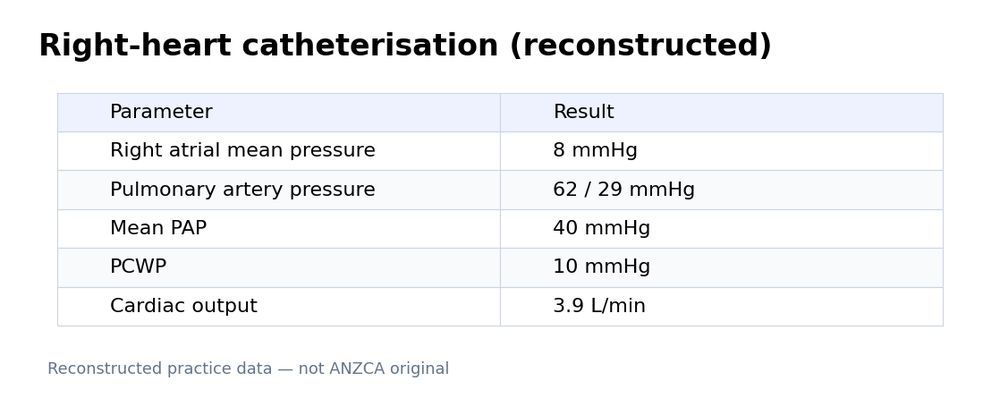 Right-heart catheterisation (reconstructed)
Parameter Result
Right atrial mean pressure 8 mmHg
Pulmonary artery pressure 62 / 29 mmHg
Mean PAP 40 mmHg
PCWP 10 mmHg
Cardiac output 3.9 L/min
Reconstructed practice data — not ANZCA original